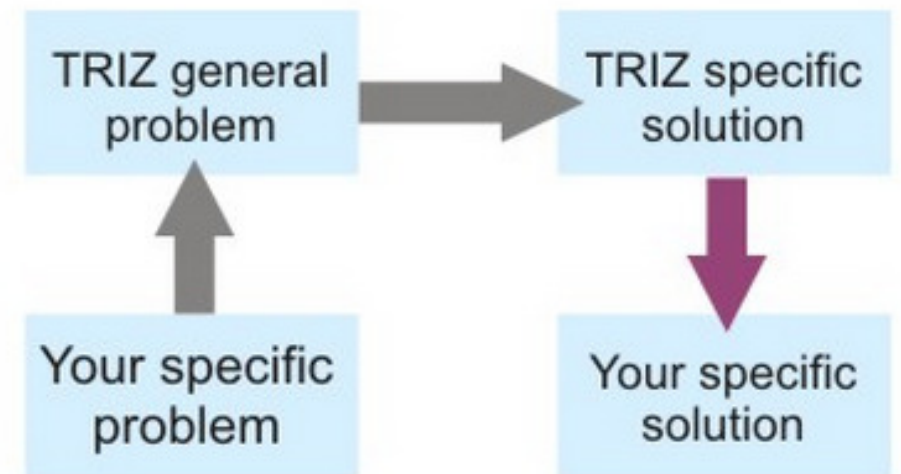 TRIZ general
problem
TRIZ specific
solution
Your specific
problem
Your specific
solution